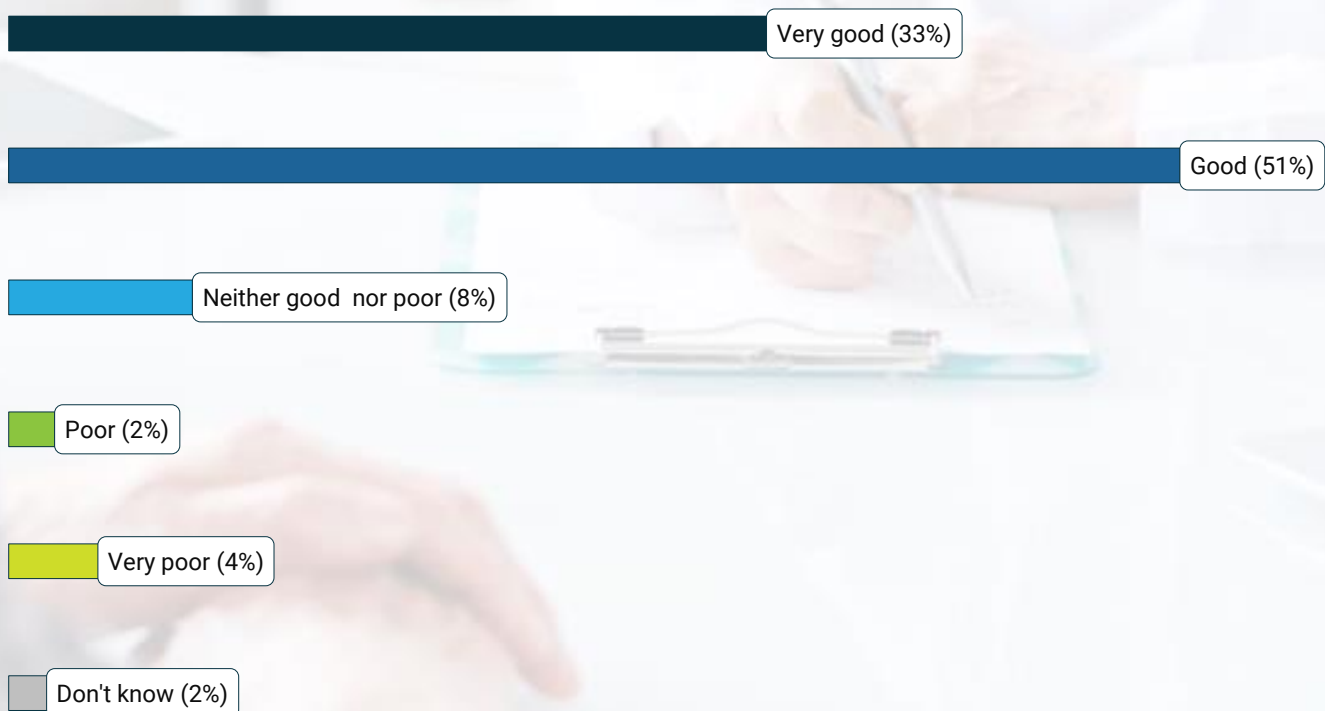 Very good (33%)
Good (51%)
Neither good  nor poor (8%)
Poor (2%)
Very poor (4%)
Don't know (2%)